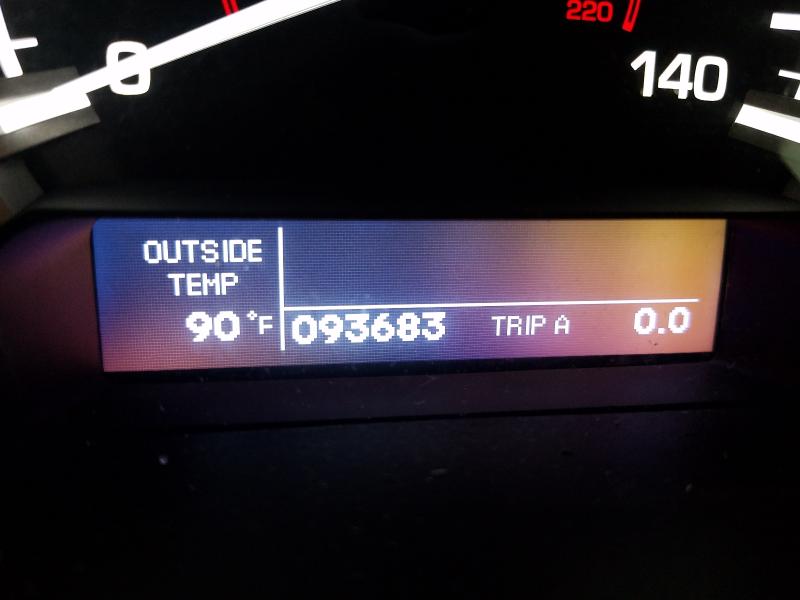 220
0
140
OUTSIDE
TEMP
90 °F
093683 TRIP A 0.0